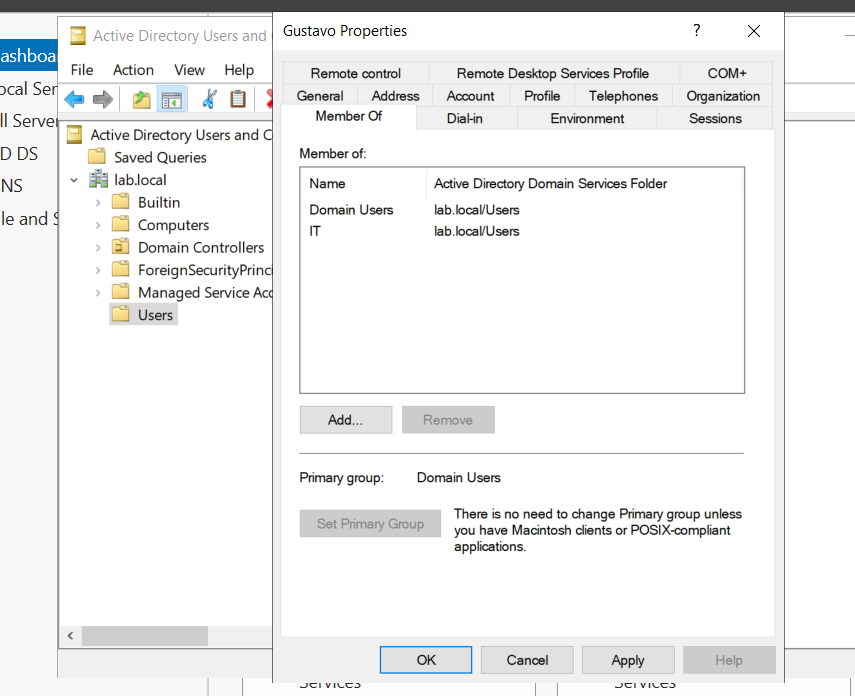 Active Directory Users and
Gustavo Properties
?
File Action View Help
ashboa
ocal Ser
ll Server
D DS
NS
le and S
Active Directory Users and C
Saved Queries
lab.local
Builtin
Computers
Domain Controllers
ForeignSecurityPrinci
Managed Service Acc
Users
Remote control Remote Desktop Services Profile COM+
General Address Account Profile Telephones Organization
Member Of Dial-in Environment Sessions
Member of:
Name Active Directory Domain Services Folder
Domain Users lab.local/Users
IT lab.local/Users
Add... Remove
Primary group: Domain Users
Set Primary Group
There is no need to change Primary group unless
you have Macintosh clients or POSIX-compliant
applications.
OK Cancel Apply Help
Services Services